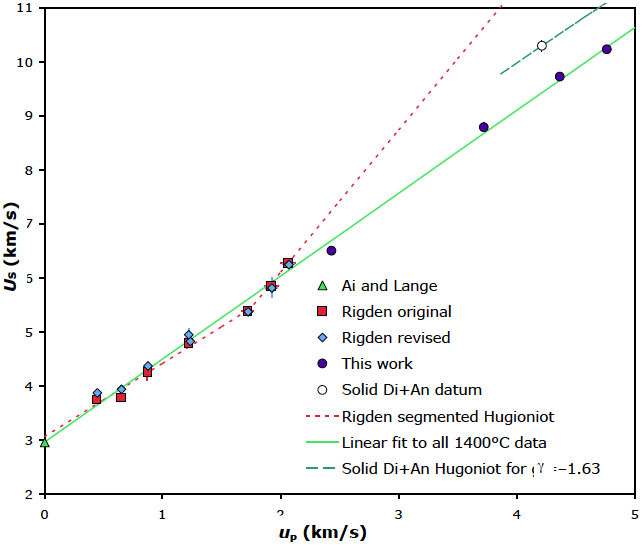 11
10
9
8
7
5
5
4
3
2
Us (km/s)
Ai and Lange
Rigden original
Rigden revised
This work
Solid Di+An datum
Rigden segmented Hugioniot
Linear fit to all 1400°C data
Solid Di+An Hugoniot for =–1.63
0 1 2 3 4 5
up (km/s)